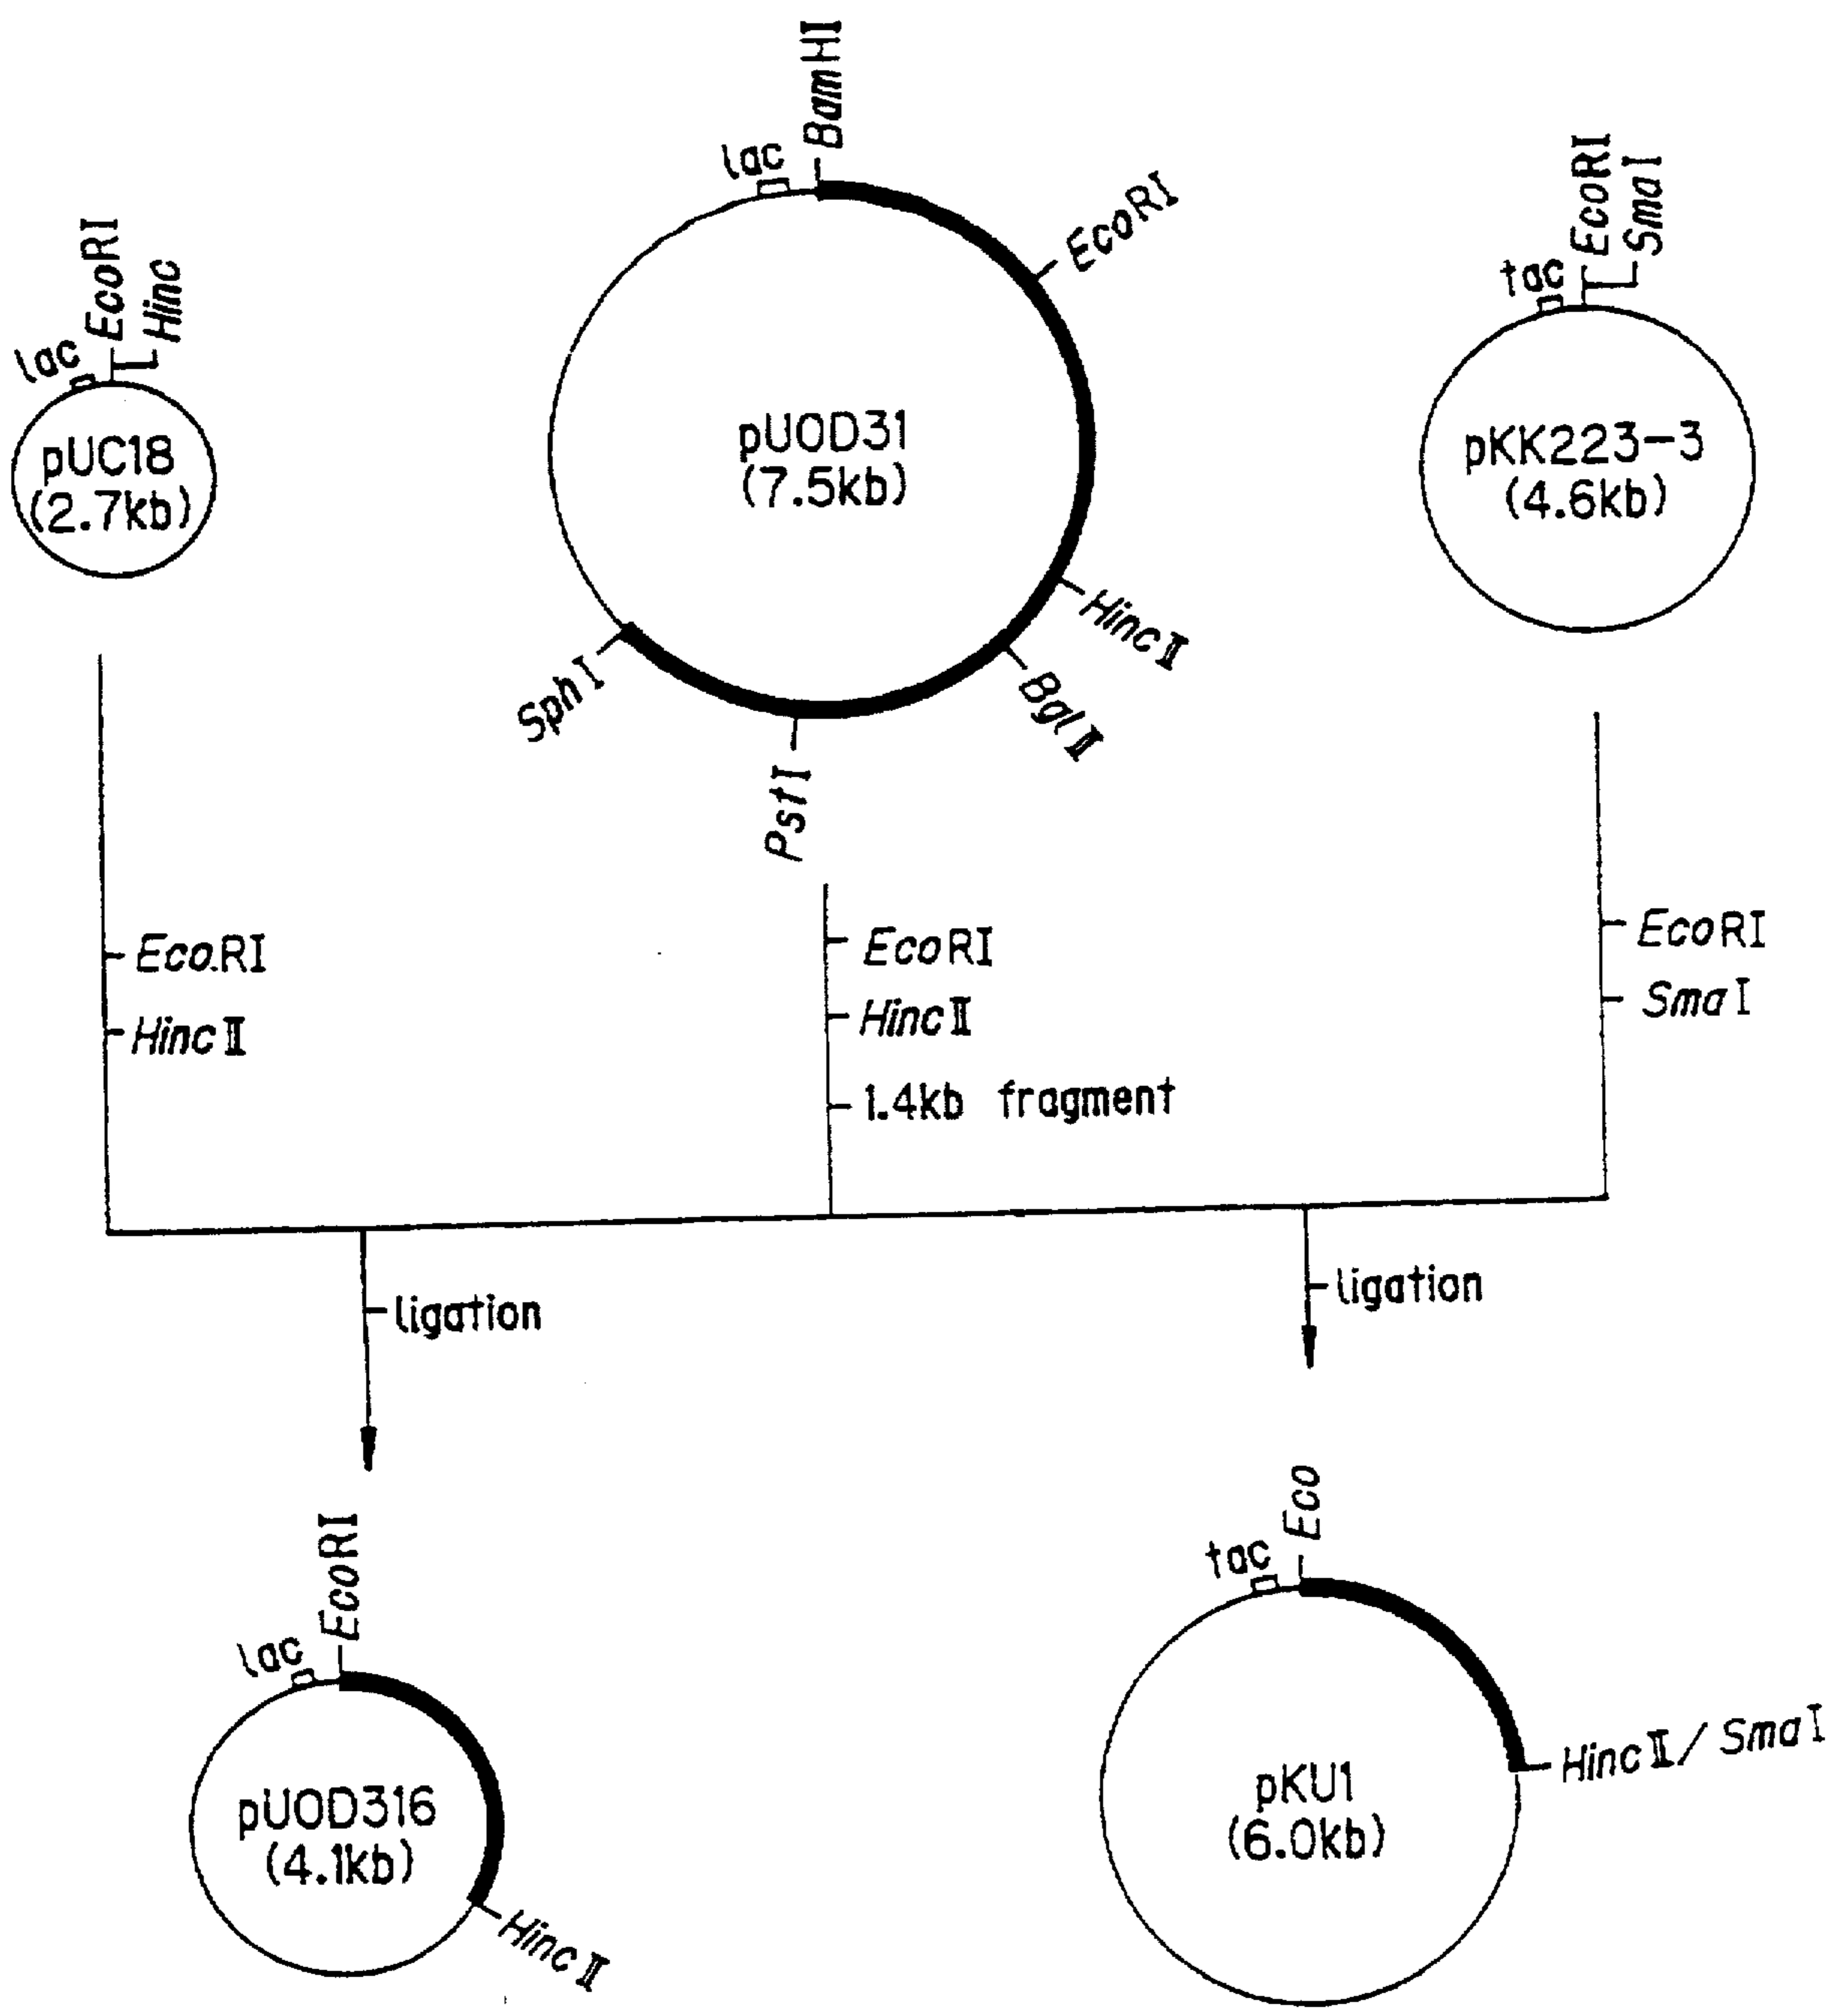 lac
EcoRI
Hinc
pUC18
(2.7kb)
lac
BamHI
EcoRI
pUOD31
(7.5kb)
HincII
BglII
PstI
SphI
tac
EcoRI
SmaI
pKK223-3
(4.6kb)
Eco.RI
HincII
EcoRI
HincII
1.4kb fragment
EcoRI
SmaI
ligation
ligation
lac
EcoRI
pUOD316
(4.1kb)
HincII
tac
Eco
pKU1
(6.0kb)
HincII/SmaI